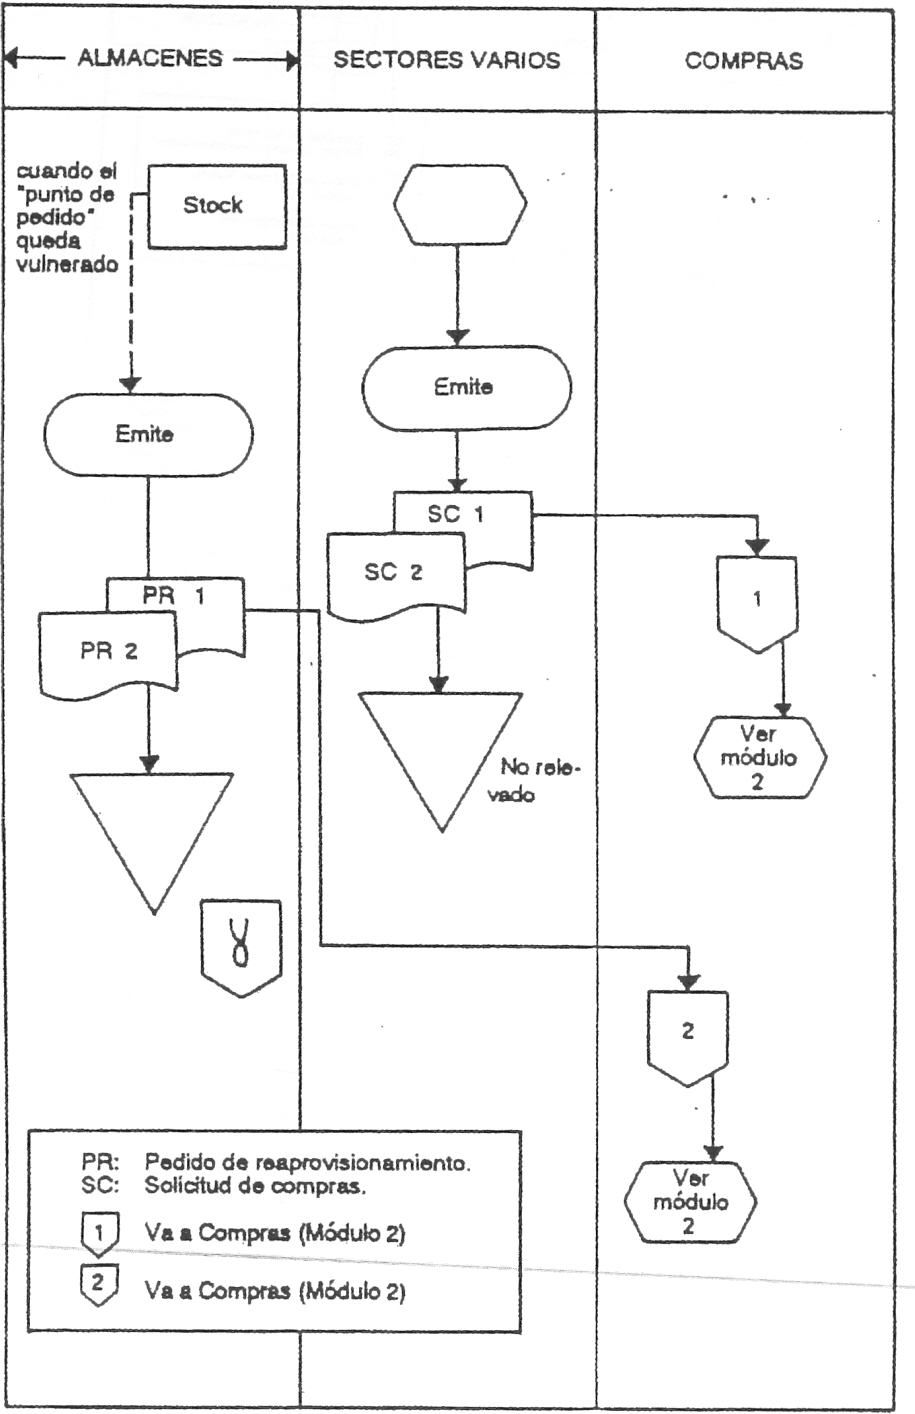 ALMACENES
SECTORES VARIOS
COMPRAS
cuando el
"punto de
pedido"
queda
vulnerado
Stock
Emite
Emite
SC 1
SC 2
PR 1
PR 2
1
Ver
módulo
2
No rele-
vado
2
Ver
módulo
2
PR: Pedido de reaprovisionamiento.
SC: Solicitud de compras.
1 Va a Compras (Módulo 2)
2 Va a Compras (Módulo 2)